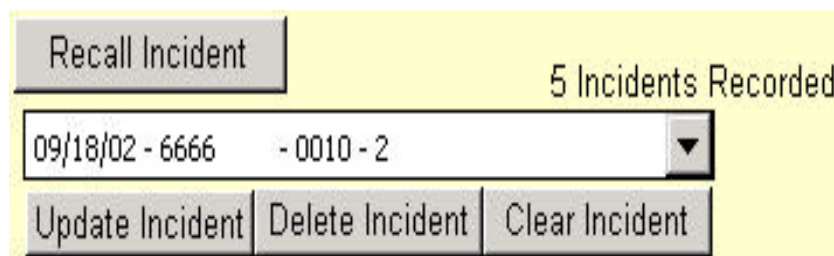 Recall Incident
5 Incidents Recorded
09/18/02 - 6666 - 0010 - 2
Update Incident Delete Incident Clear Incident